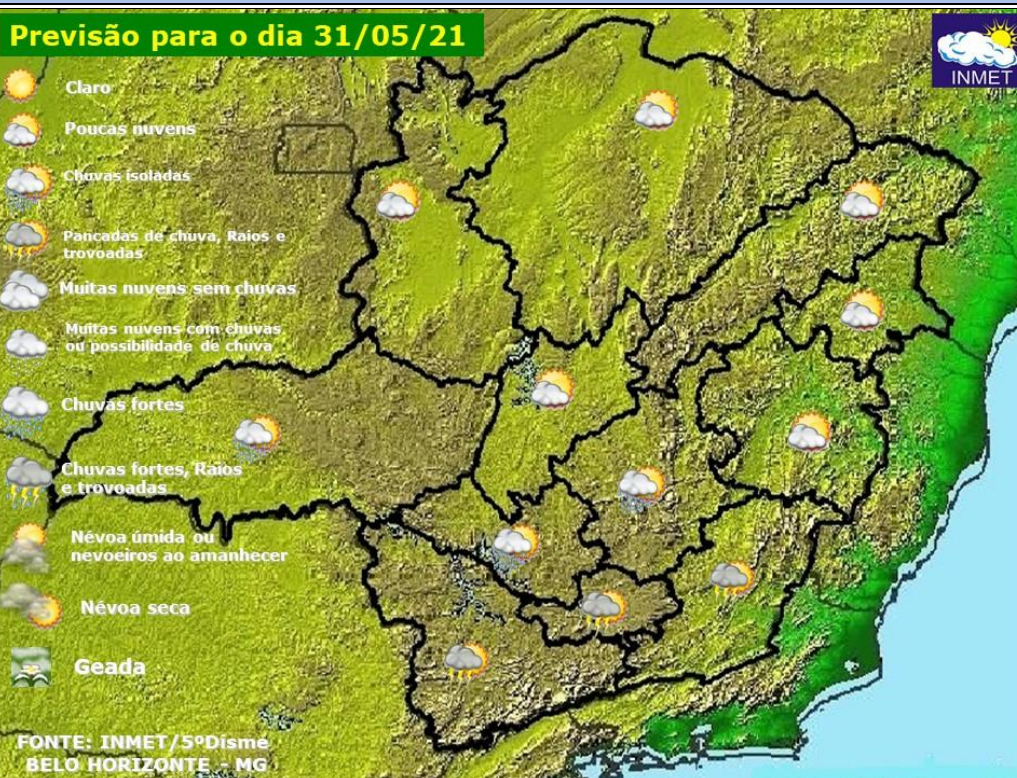 Previsão para o dia 31/05/21
INMET
Claro
Poucas nuvens
Chuvas isoladas
Pancadas de chuva, Raios e
trovoadas
Muitas nuvens sem chuvas
Muitas nuvens com chuvas
ou possibilidade de chuva
Chuvas fortes
Chuvas fortes, Raios
e trovoadas
Névoa úmida ou
nevoeiros ao amanhecer
Névoa seca
Geada
FONTE: INMET/5ºDisme
BELO HORIZONTE - MG